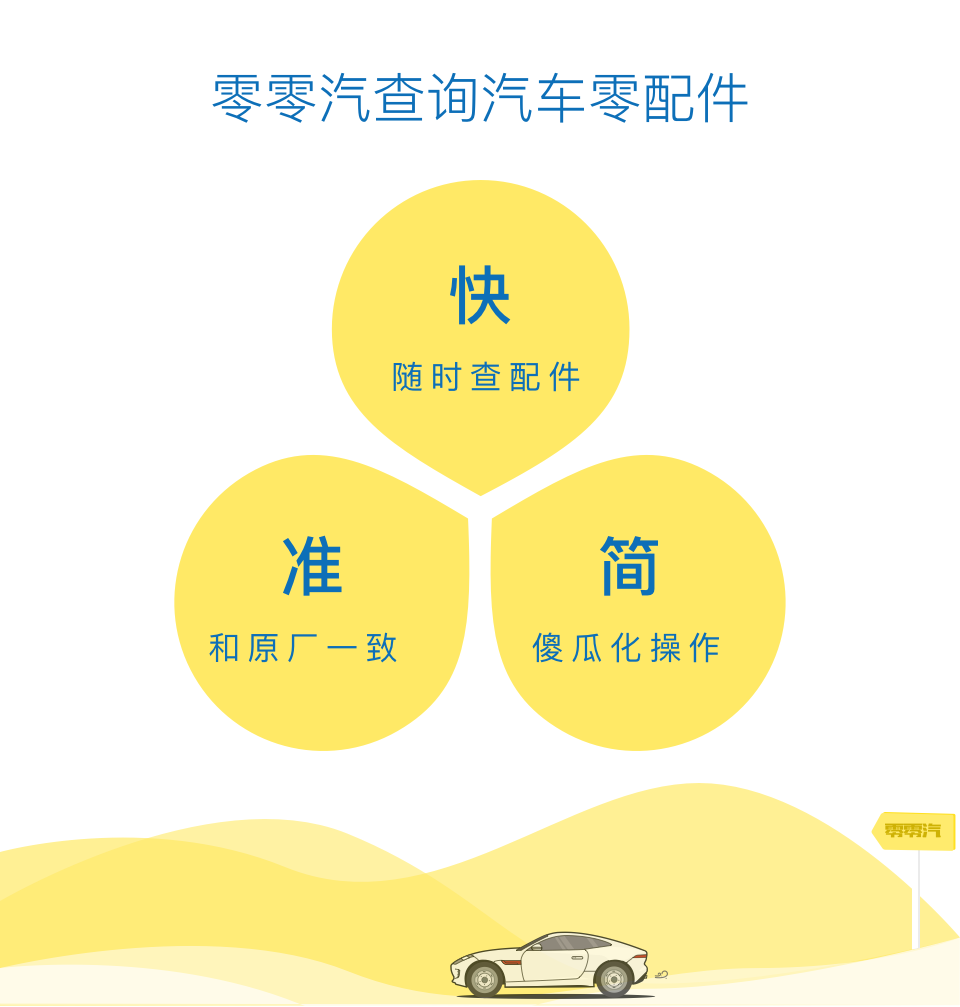 零零汽查询汽车零配件
快
随时查配件
准
和原厂一致
简
傻瓜化操作
零零汽